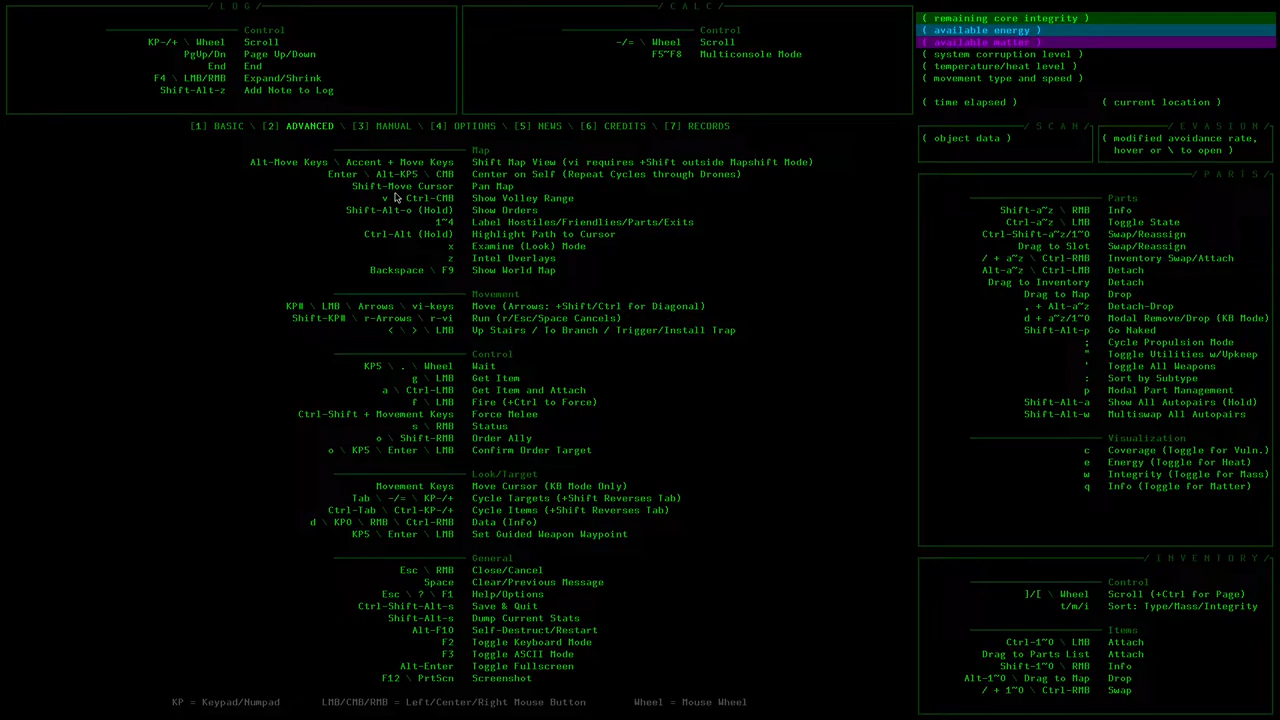 / L O G /
Control
KP-/+ \ Wheel Scroll
PgUp/Dn Page Up/Down
End End
F4 \ LMB/RMB Expand/Shrink
Shift-Alt-z Add Note to Log
/ C A L C /
Control
-/= \ Wheel Scroll
F5~F8 Multiconsole Mode
( remaining core integrity )
( available energy )
( available matter )
( system corruption level )
( temperature/heat level )
( movement type and speed )
( time elapsed ) ( current location )
/ S C A N /
( object data )
/ E V A S I O N /
( modified avoidance rate,
hover or \ to open )
[1] BASIC \ [2] ADVANCED \ [3] MANUAL \ [4] OPTIONS \ [5] NEWS \ [6] CREDITS \ [7] RECORDS
Map
Alt-Move Keys \ Accent + Move Keys Shift Map View (vi requires +Shift outside Mapshift Mode)
Enter \ Alt-KP5 \ CMB Center on Self (Repeat Cycles through Drones)
Shift-Move Cursor Pan Map
v \ Ctrl-CMB Show Volley Range
Shift-Alt-o (Hold) Show Orders
1~4 Label Hostiles/Friendlies/Parts/Exits
Ctrl-Alt (Hold) Highlight Path to Cursor
x Examine (Look) Mode
z Intel Overlays
Backspace \ F9 Show World Map
Movement
KP# \ LMB \ Arrows \ vi-keys Move (Arrows: +Shift/Ctrl for Diagonal)
Shift-KP# \ r-Arrows \ r-vi Run (r/Esc/Space Cancels)
< \ > \ LMB Up Stairs / To Branch / Trigger/Install Trap
Control
KP5 \ . \ Wheel Wait
g \ LMB Get Item
a \ Ctrl-LMB Get Item and Attach
f \ LMB Fire (+Ctrl to Force)
Ctrl-Shift + Movement Keys Force Melee
s \ RMB Status
o \ Shift-RMB Order Ally
o \ KP5 \ Enter \ LMB Confirm Order Target
Look/Target
Movement Keys Move Cursor (KB Mode Only)
Tab \ -/= \ KP-/+ Cycle Targets (+Shift Reverses Tab)
Ctrl-Tab \ Ctrl-KP-/+ Cycle Items (+Shift Reverses Tab)
d \ KP0 \ RMB \ Ctrl-RMB Data (Info)
KP5 \ Enter \ LMB Set Guided Weapon Waypoint
General
Esc \ RMB Close/Cancel
Space Clear/Previous Message
Esc \ ? \ F1 Help/Options
Ctrl-Shift-Alt-s Save & Quit
Shift-Alt-s Dump Current Stats
Alt-F10 Self-Destruct/Restart
F2 Toggle Keyboard Mode
F3 Toggle ASCII Mode
Alt-Enter Toggle Fullscreen
F12 \ PrtScn Screenshot
KP = Keypad/Numpad LMB/CMB/RMB = Left/Center/Right Mouse Button Wheel = Mouse Wheel
/ P A R T S /
Parts
Shift-a~z \ RMB Info
Ctrl-a~z \ LMB Toggle State
Ctrl-Shift-a~z/1~0 Swap/Reassign
Drag to Slot Swap/Reassign
/ + a~z \ Ctrl-RMB Inventory Swap/Attach
Alt-a~z \ Ctrl-LMB Detach
Drag to Inventory Detach
Drag to Map Drop
, + Alt-a~z Detach-Drop
d + a~z/1~0 Modal Remove/Drop (KB Mode)
Shift-Alt-p Go Naked
; Cycle Propulsion Mode
" Toggle Utilities w/Upkeep
' Toggle All Weapons
: Sort by Subtype
p Modal Part Management
Shift-Alt-a Show All Autopairs (Hold)
Shift-Alt-w Multiswap All Autopairs
Visualization
c Coverage (Toggle for Vuln.)
e Energy (Toggle for Heat)
w Integrity (Toggle for Mass)
q Info (Toggle for Matter)
/ I N V E N T O R Y /
Control
]/[ \ Wheel Scroll (+Ctrl for Page)
t/m/i Sort: Type/Mass/Integrity
Items
Ctrl-1~0 \ LMB Attach
Drag to Parts List Attach
Shift-1~0 \ RMB Info
Alt-1~0 \ Drag to Map Drop
/ + 1~0 \ Ctrl-RMB Swap